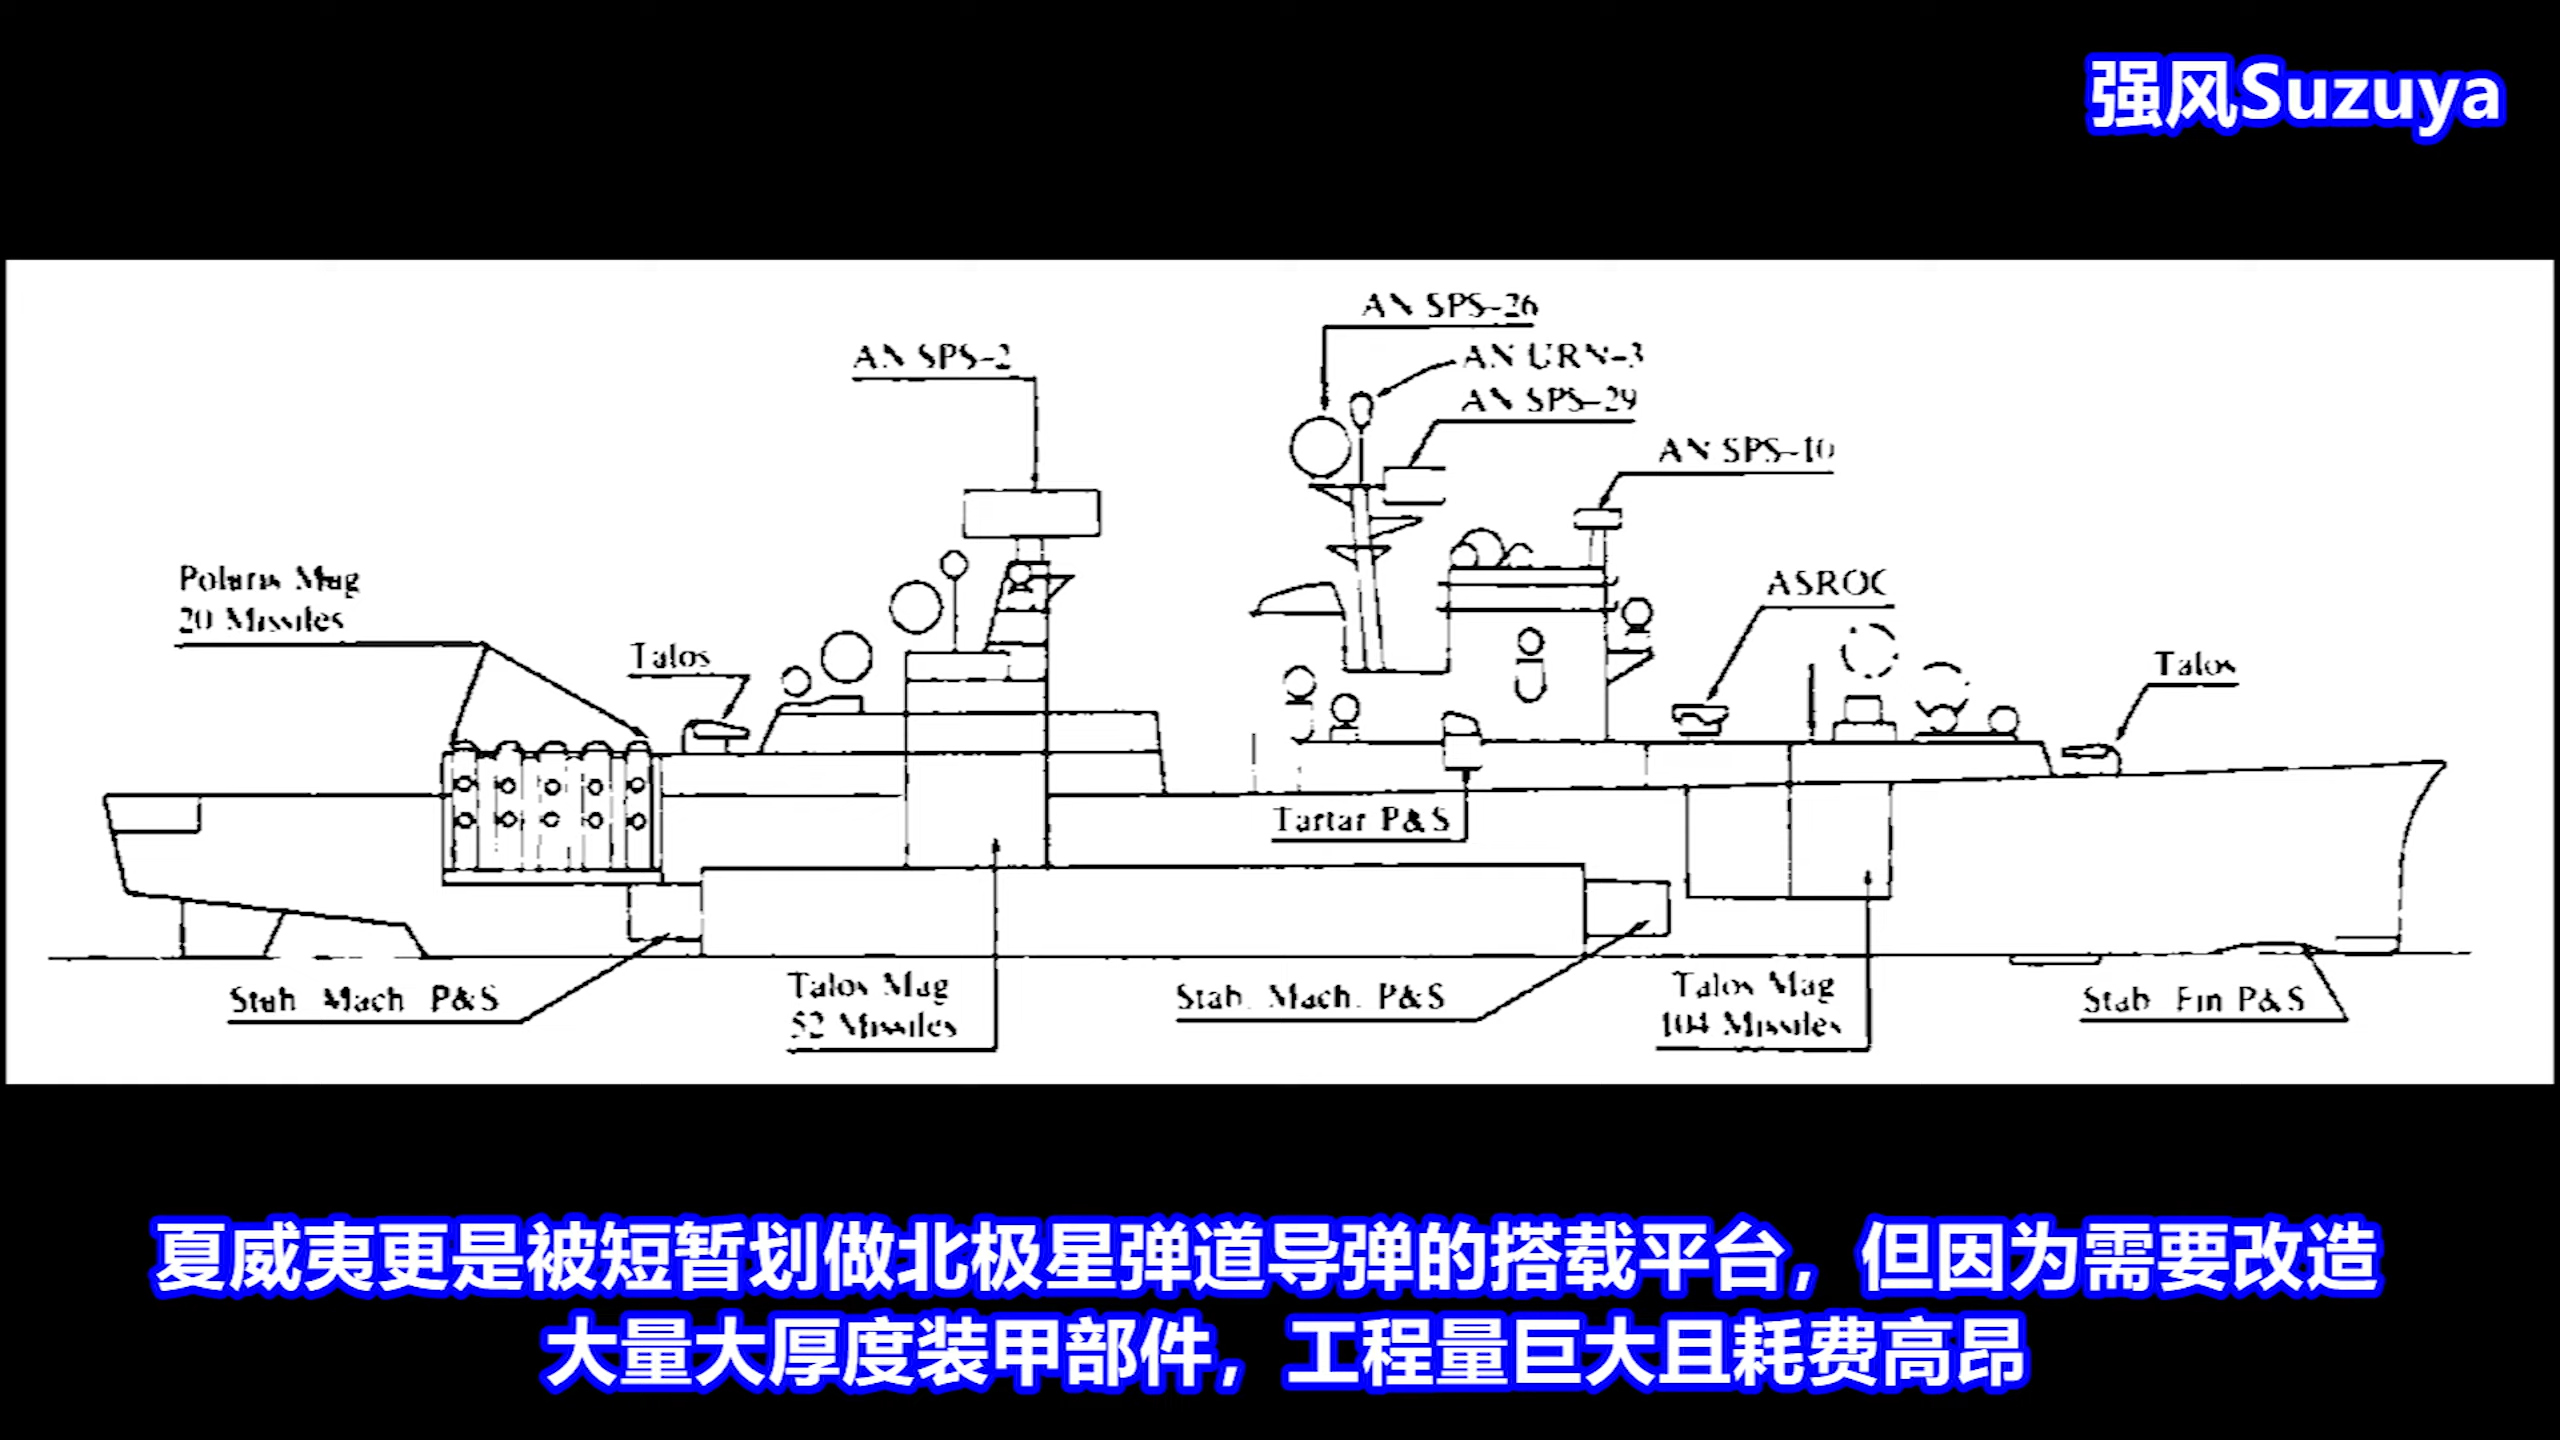 强风Suzuya
AN SPS-26
AN SPS-2
AN URN-3
AN SPS-29
AN SPS-10
Polaris Mag
20 Missiles
ASROC
Talos
Talos
Tartar P&S
Stab Mach P&S
Talos Mag
52 Missiles
Stab. Mach. P&S
Talos Mag
104 Missiles
Stab Fin P&S
夏威夷更是被短暂划做北极星弹道导弹的搭载平台，但因为需要改造
大量大厚度装甲部件，工程量巨大且耗费高昂